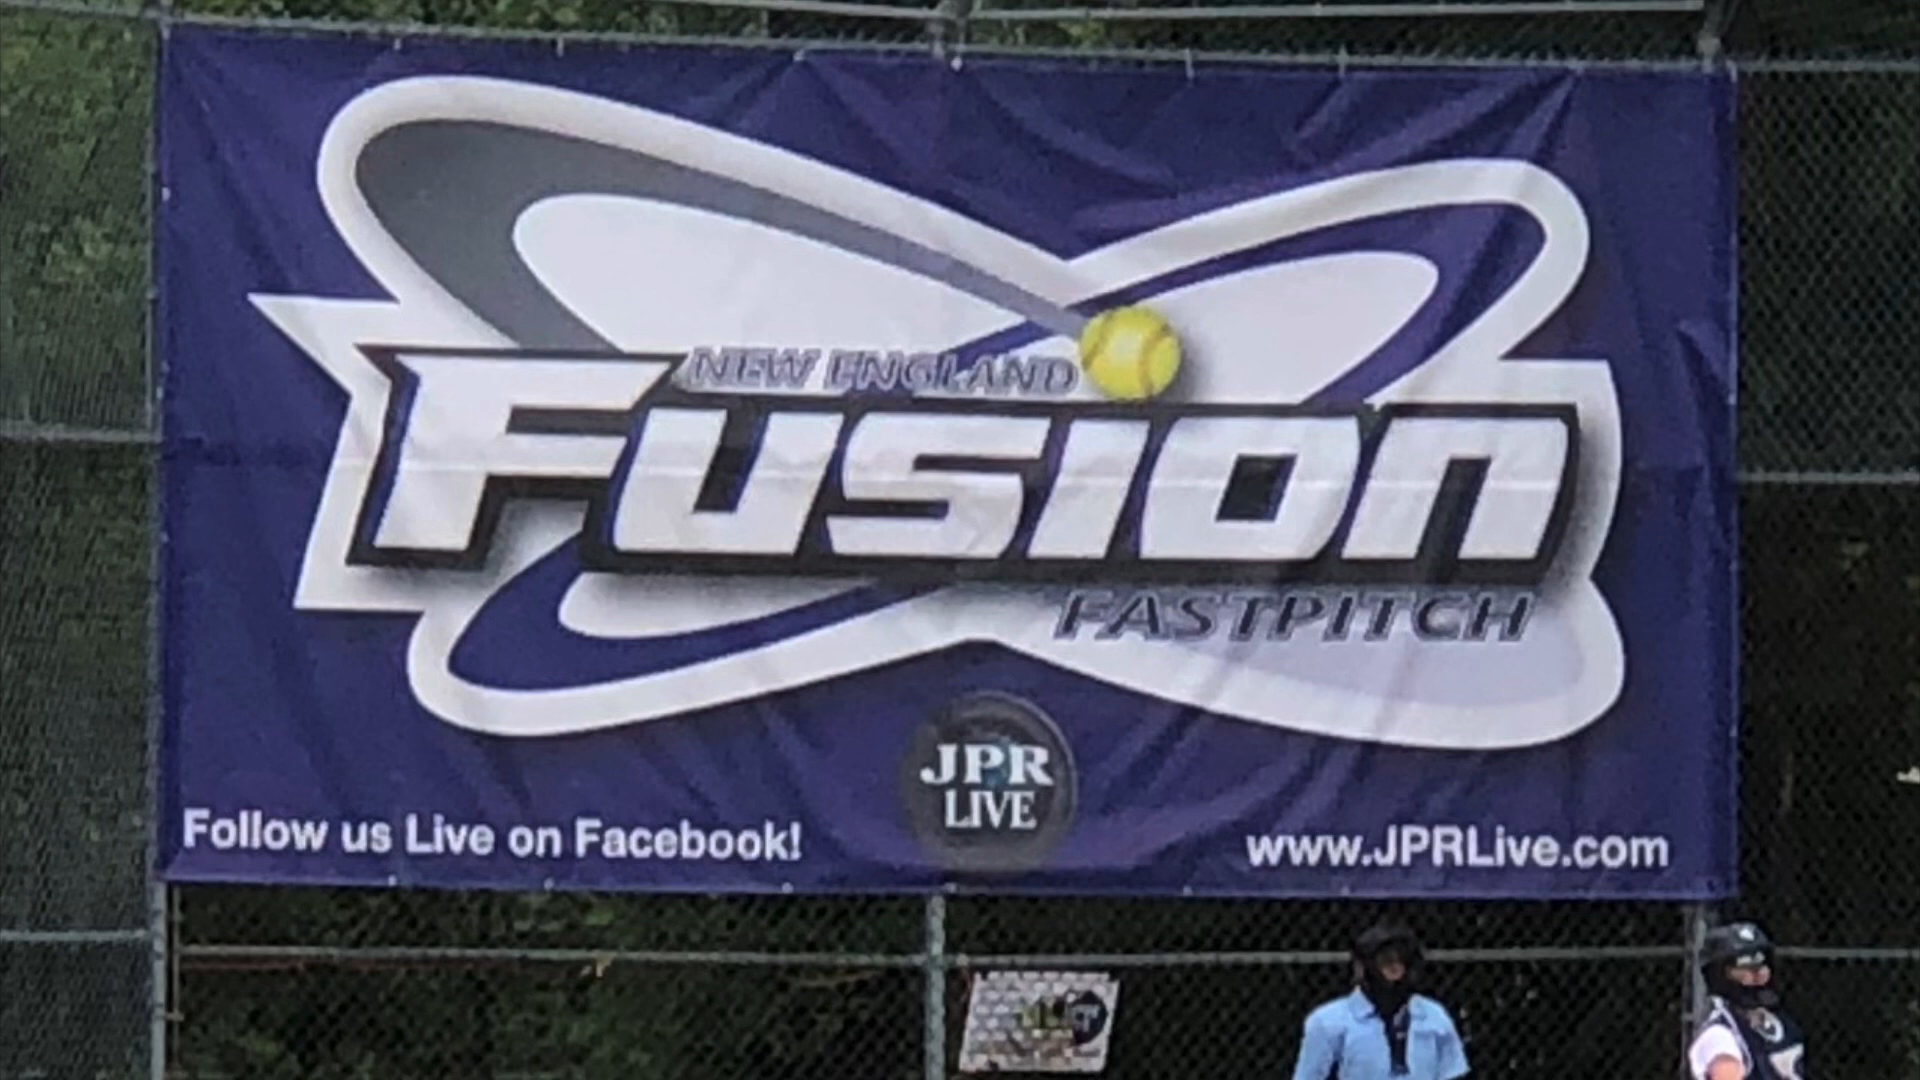 NEW ENGLAND
FUSION
FASTPITCH
JPR
LIVE
Follow us Live on Facebook!
www.JPRLive.com